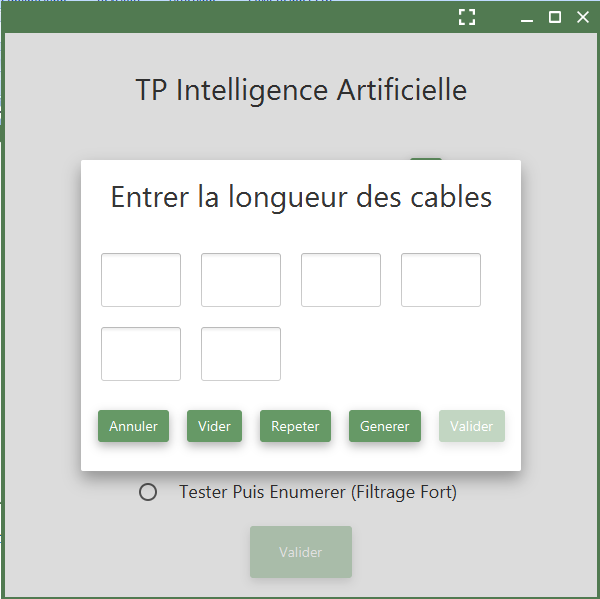 TP Intelligence Artificielle
Entrer la longueur des cables
Annuler Vider Repeter Generer Valider
Tester Puis Enumerer (Filtrage Fort)
Valider